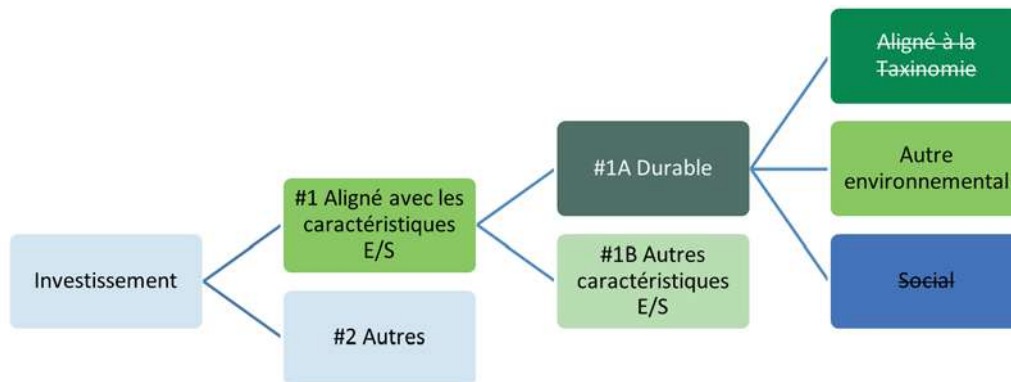 Investissement
#1 Aligné avec les
caractéristiques
E/S
#2 Autres
#1A Durable
#1B Autres
caractéristiques
E/S
Aligné à la
Taxinomie
Autre
environnemental
Social